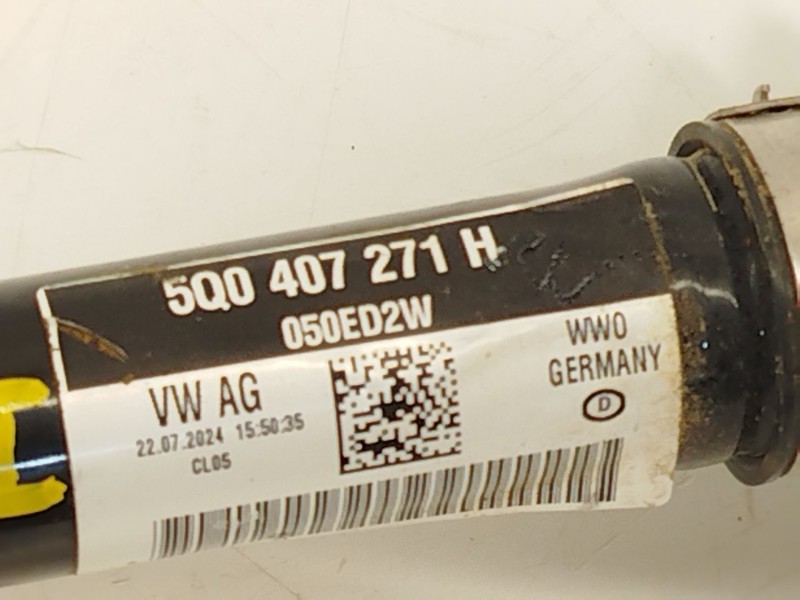 5Q0 407 271 H
050ED2W
VW AG
22.07.2024 15:50:35
CL05
WWO
GERMANY
D